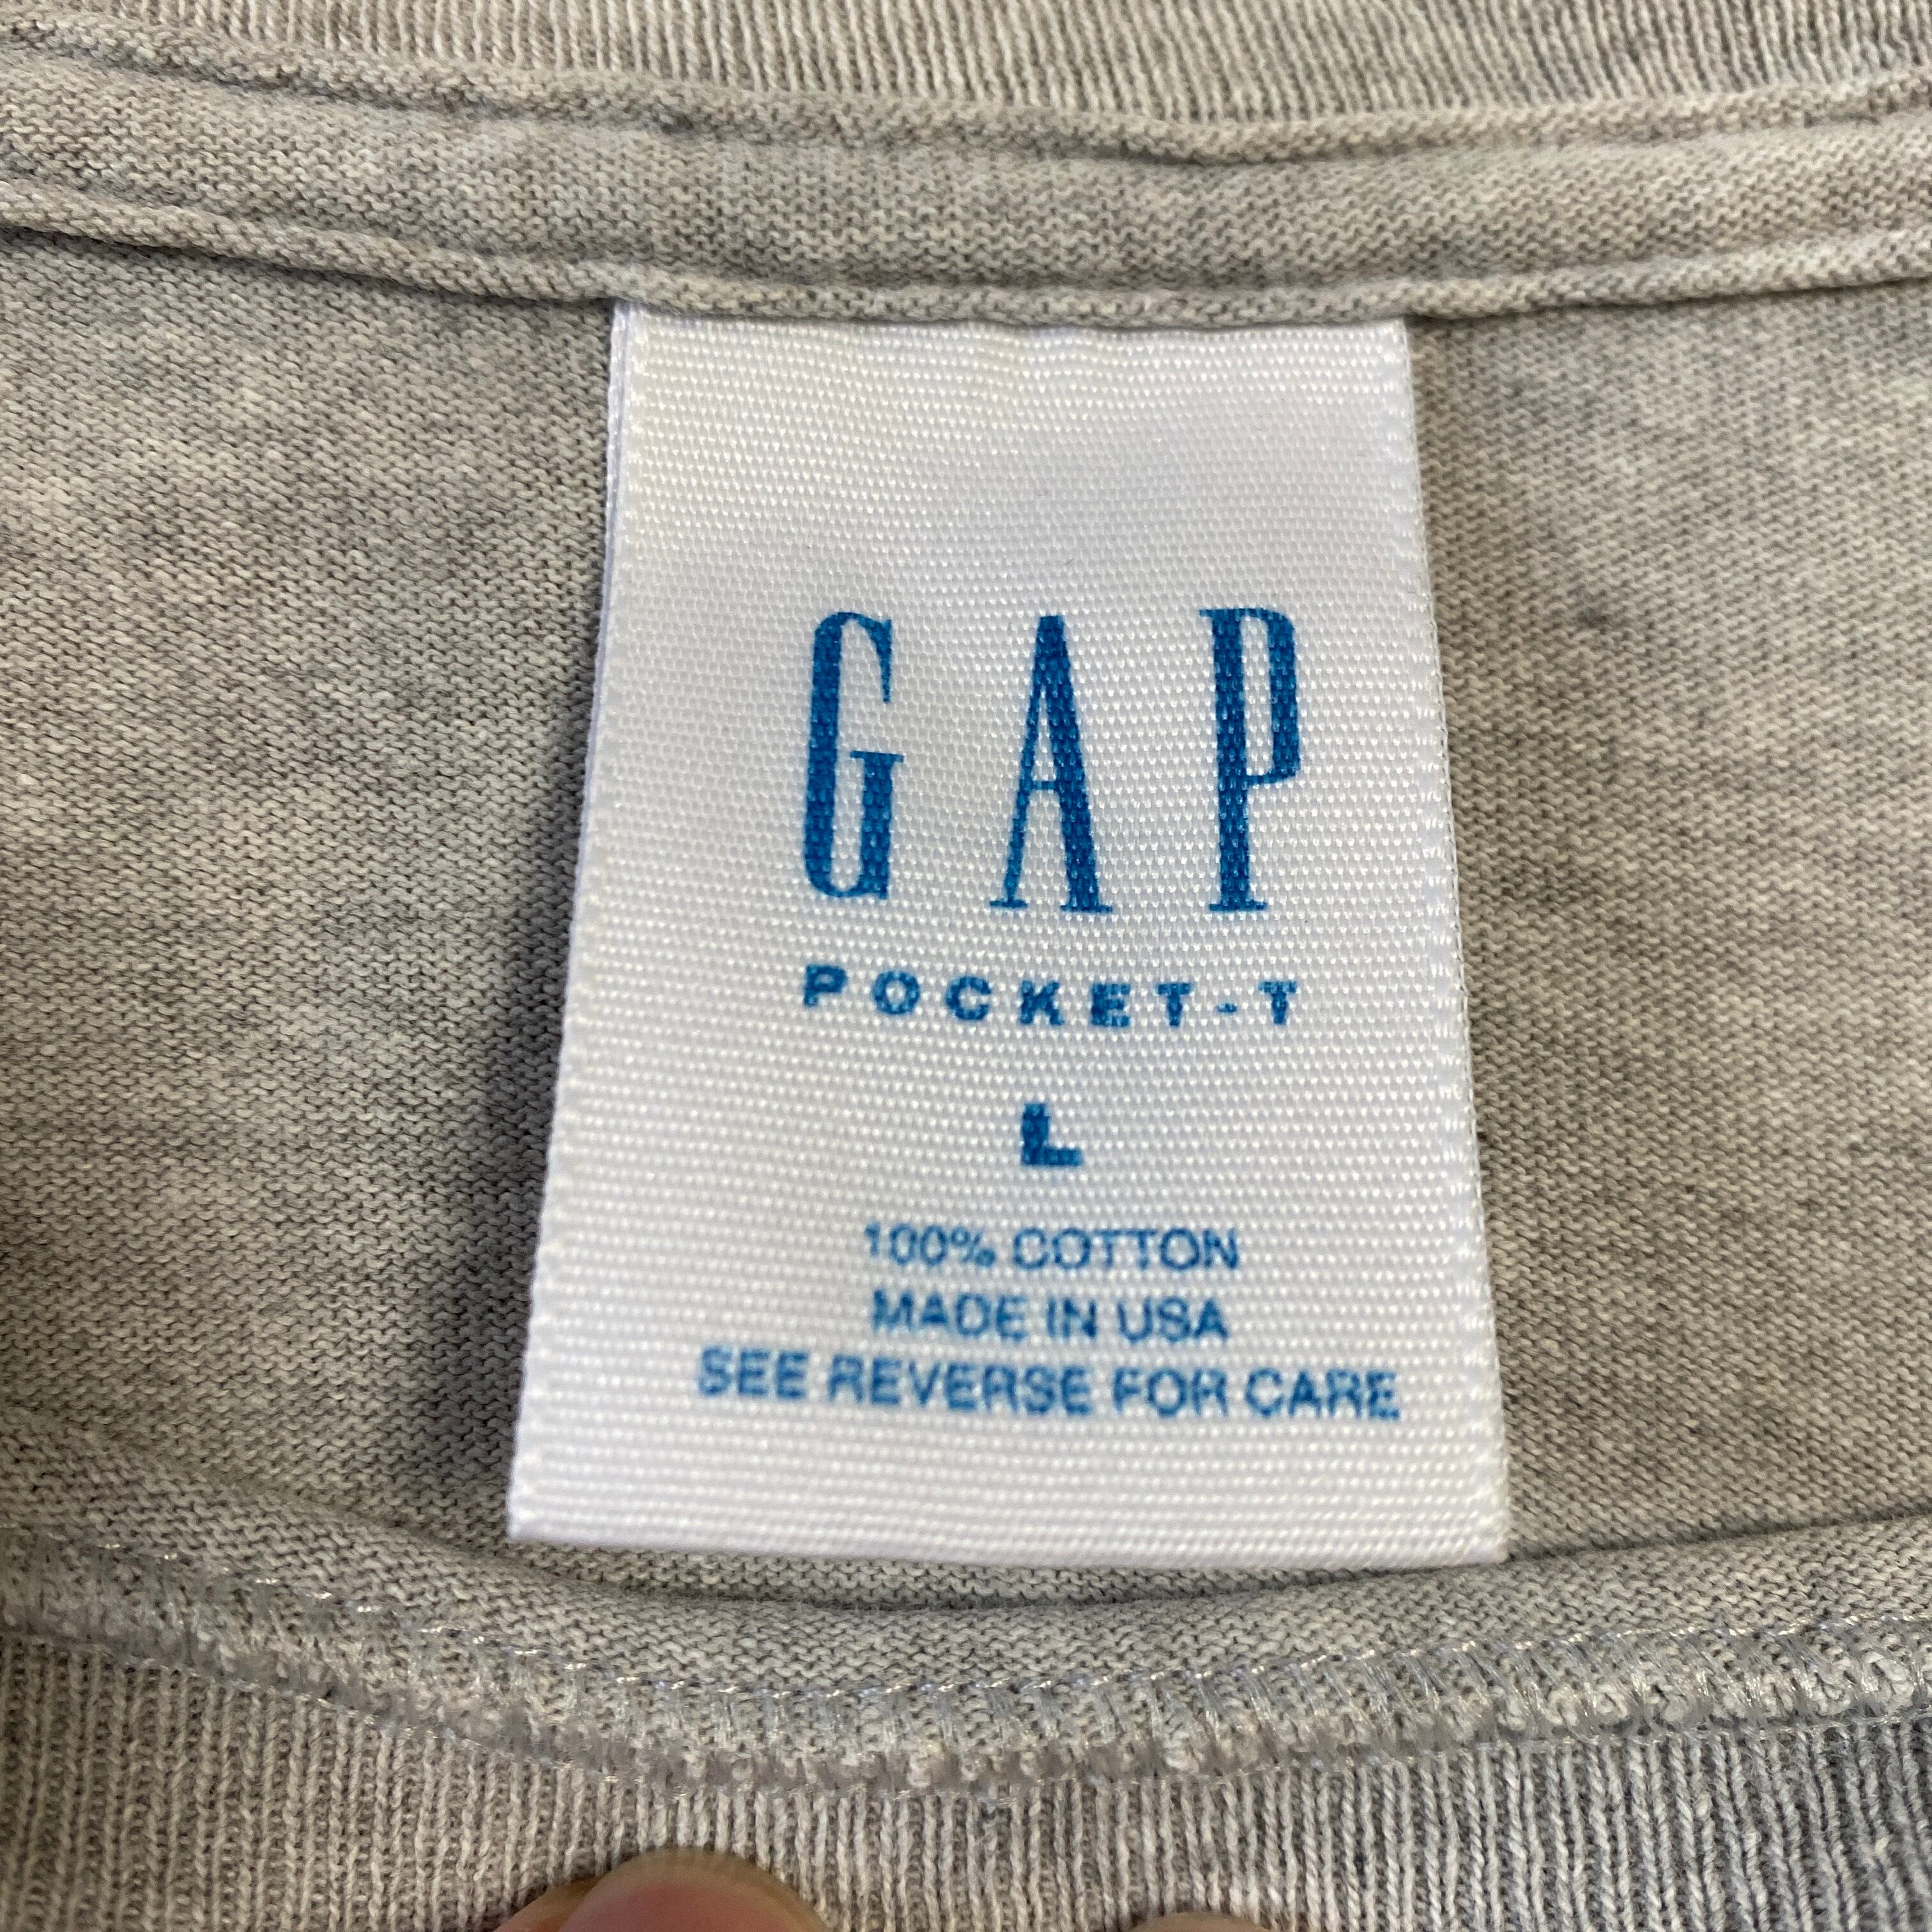 GAP
POCKET-T
L
100% COTTON
MADE IN USA
SEE REVERSE FOR CARE